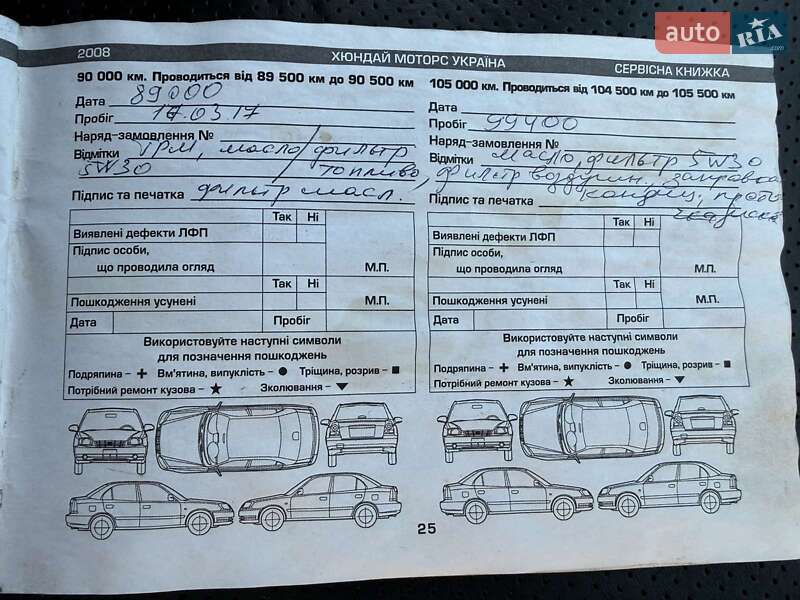 auto RIA .com
2008 ХЮНДАЙ МОТОРС УКРАЇНА СЕРВІСНА КНИЖКА
90 000 км. Проводиться від 89 500 км до 90 500 км
Дата 89000
Пробіг 17.03.17
Наряд-замовлення №
Відмітки ГРМ, масло/фильтр
5W30 / топливо,
Підпис та печатка фильтр масл.
Так Ні
Виявлені дефекти ЛФП
Підпис особи,
що проводила огляд М.П.
Так Ні
Пошкодження усунені М.П.
Дата Пробіг
Використовуйте наступні символи
для позначення пошкоджень
Подряпина – + Вм'ятина, випуклість – ● Тріщина, розрив – ■
Потрібний ремонт кузова – ★ Зколювання – ▼
105 000 км. Проводиться від 104 500 км до 105 500 км
Дата
Пробіг 99400
Наряд-замовлення №
Відмітки Масло, фильтр 5W30
фильтр воздушн. заправка
Підпис та печатка кондиц,
Так Ні
Виявлені дефекти ЛФП
Підпис особи,
що проводила огляд М.П.
Так Ні
Пошкодження усунені М.П.
Дата Пробіг
Використовуйте наступні символи
для позначення пошкоджень
Подряпина – + Вм'ятина, випуклість – ● Тріщина, розрив – ■
Потрібний ремонт кузова – ★ Зколювання – ▼
25